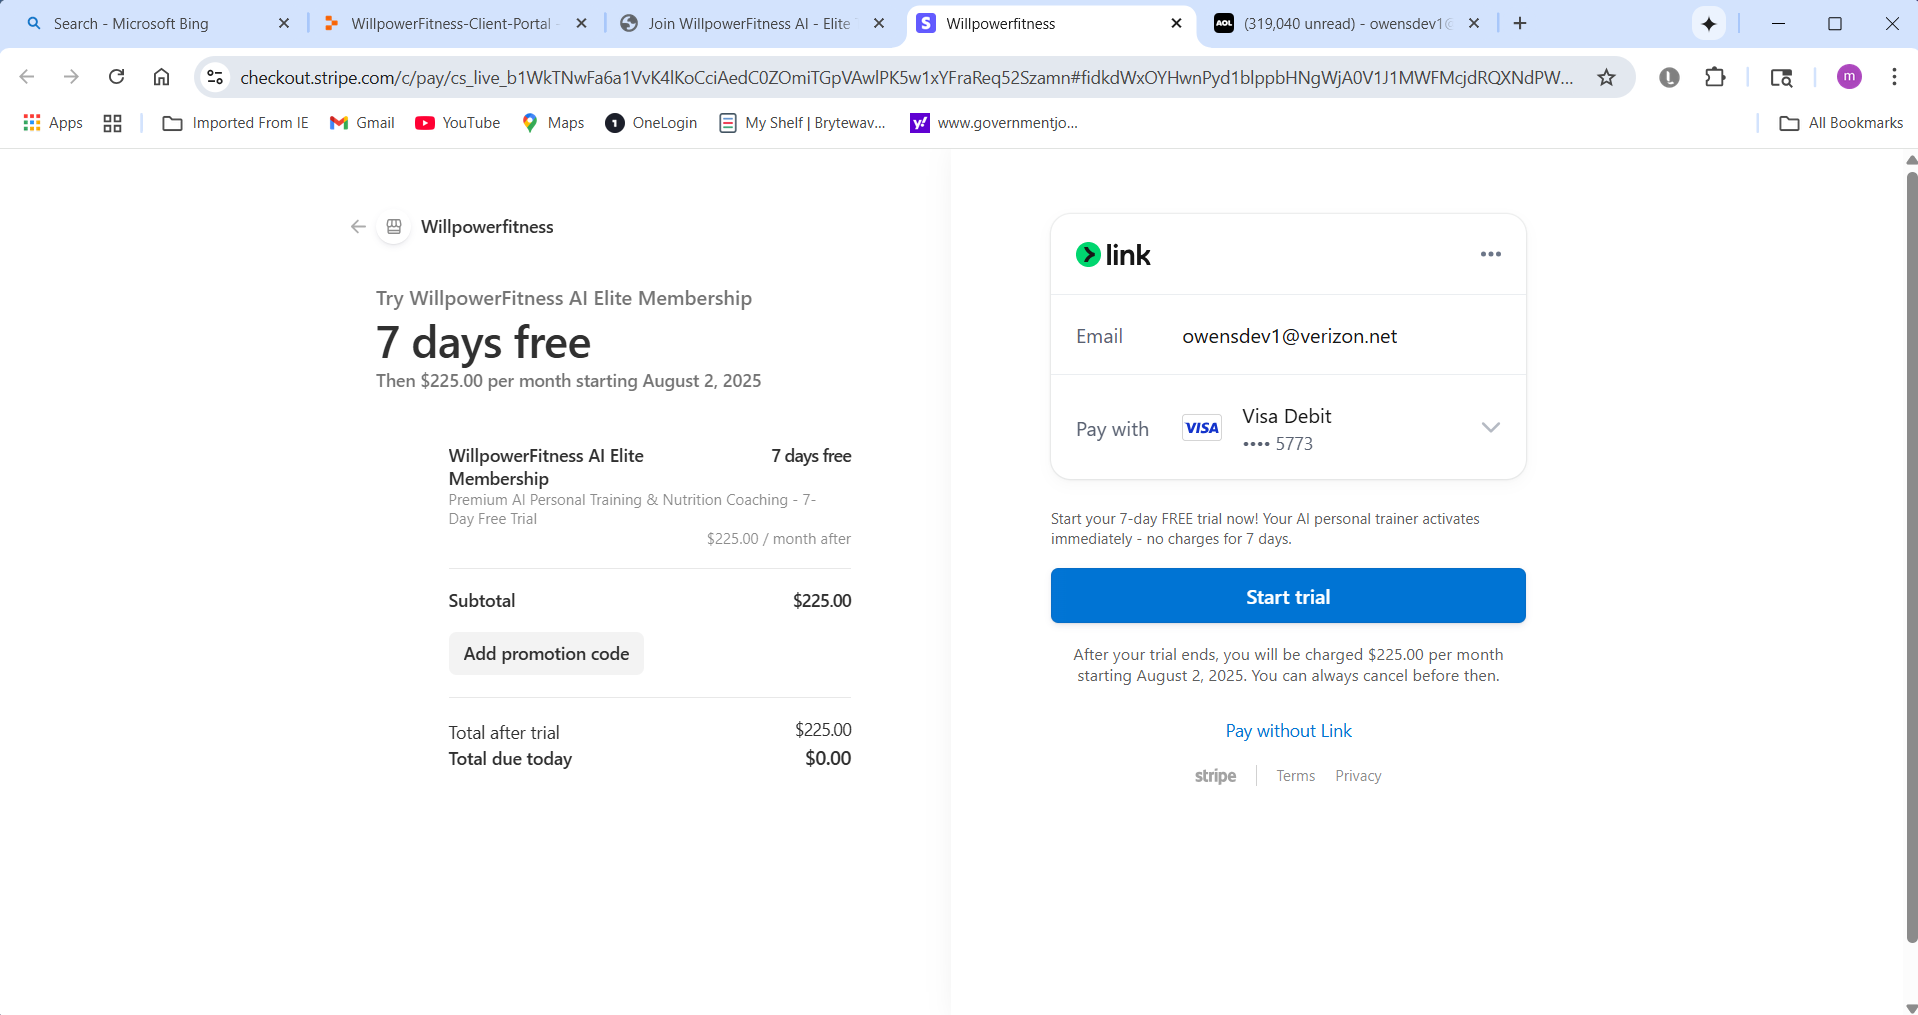 Search - Microsoft Bing
WillpowerFitness-Client-Portal -
Join WillpowerFitness AI - Elite
Willpowerfitness
AOL
(319,040 unread) - owensdev1@
checkout.stripe.com/c/pay/cs_live_b1WkTNwFa6a1VvK4lKoCciAedC0ZOmiTGpVAwlPK5w1xYFraReq52Szamn#fidkdWxOYHwnPyd1blppbHNgWjA0V1J1MWFMcjdRQXNdPW...
L
m
Apps
Imported From IE
Gmail
YouTube
Maps
OneLogin
My Shelf | Brytewav...
www.governmentjo...
All Bookmarks
Willpowerfitness
Try WillpowerFitness AI Elite Membership
7 days free
Then $225.00 per month starting August 2, 2025
WillpowerFitness AI Elite 7 days free
Membership
Premium AI Personal Training & Nutrition Coaching - 7-
Day Free Trial
$225.00 / month after
Subtotal $225.00
Add promotion code
Total after trial $225.00
Total due today $0.00
link
Email owensdev1@verizon.net
Pay with VISA Visa Debit
•••• 5773
Start your 7-day FREE trial now! Your AI personal trainer activates
immediately - no charges for 7 days.
Start trial
After your trial ends, you will be charged $225.00 per month
starting August 2, 2025. You can always cancel before then.
Pay without Link
stripe Terms Privacy